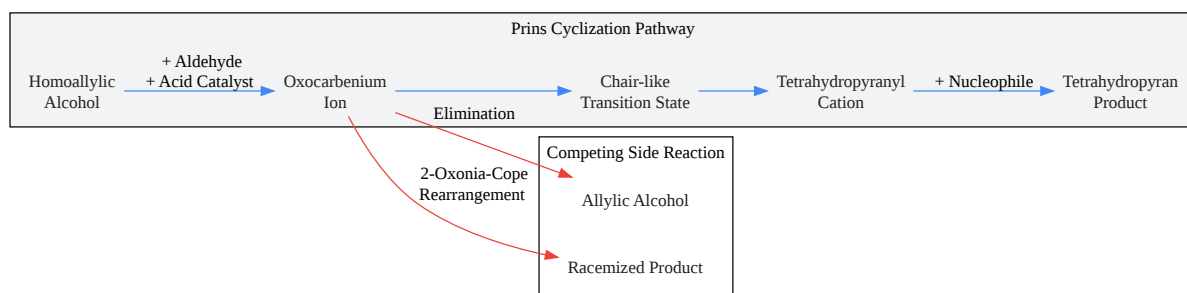 Prins Cyclization Pathway
Homoallylic
Alcohol
+ Aldehyde
+ Acid Catalyst
Oxocarbenium
Ion
Chair-like
Transition State
Tetrahydropyranyl
Cation
+ Nucleophile
Tetrahydropyran
Product
Elimination
2-Oxonia-Cope
Rearrangement
Competing Side Reaction
Allylic Alcohol
Racemized Product